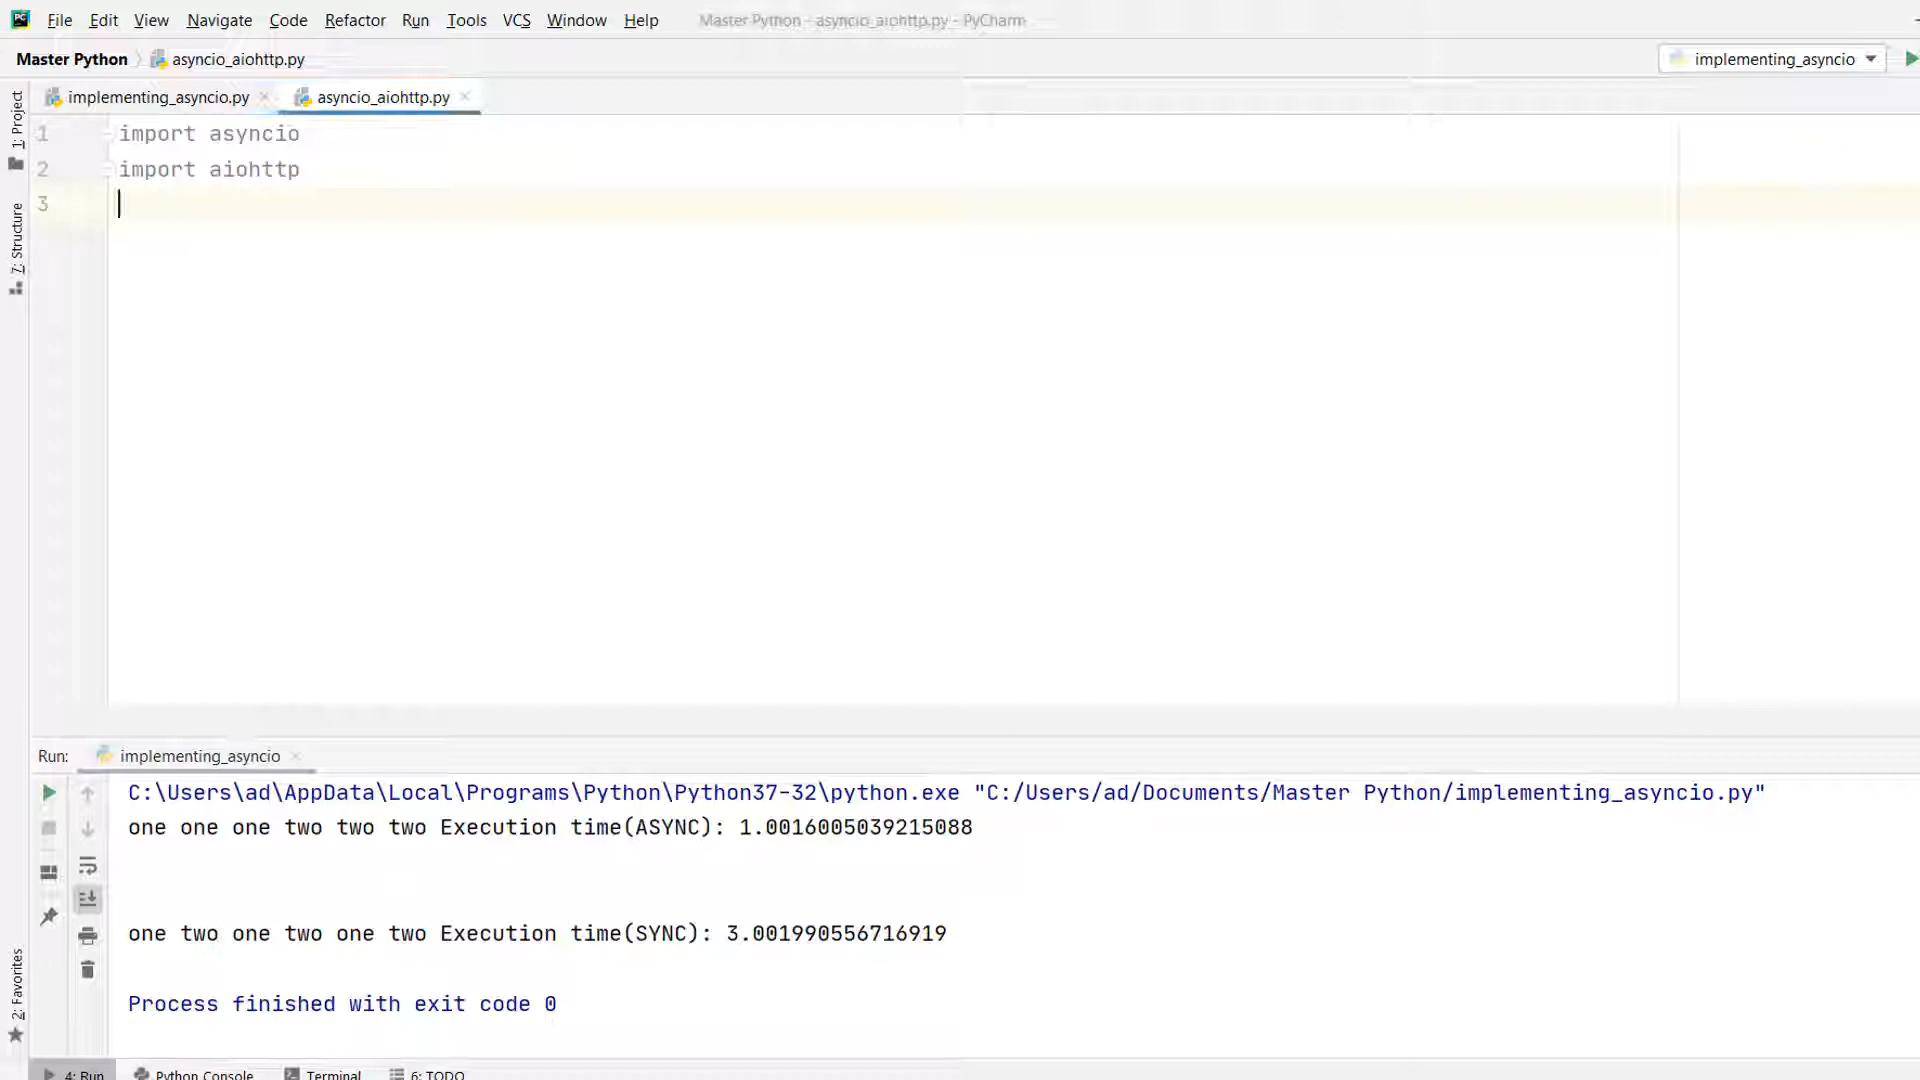 File Edit View Navigate Code Refactor Run Tools VCS Window Help Master Python - asyncio_aiohttp.py - PyCharm
Master Python asyncio_aiohttp.py implementing_asyncio
implementing_asyncio.py asyncio_aiohttp.py
1: Project
7: Structure
2: Favorites
1 import asyncio
2 import aiohttp
3
Run: implementing_asyncio
C:\Users\ad\AppData\Local\Programs\Python\Python37-32\python.exe "C:/Users/ad/Documents/Master Python/implementing_asyncio.py"
one one one two two two Execution time(ASYNC): 1.0016005039215088
one two one two one two Execution time(SYNC): 3.001990556716919
Process finished with exit code 0
4: Run Python Console Terminal 6: TODO